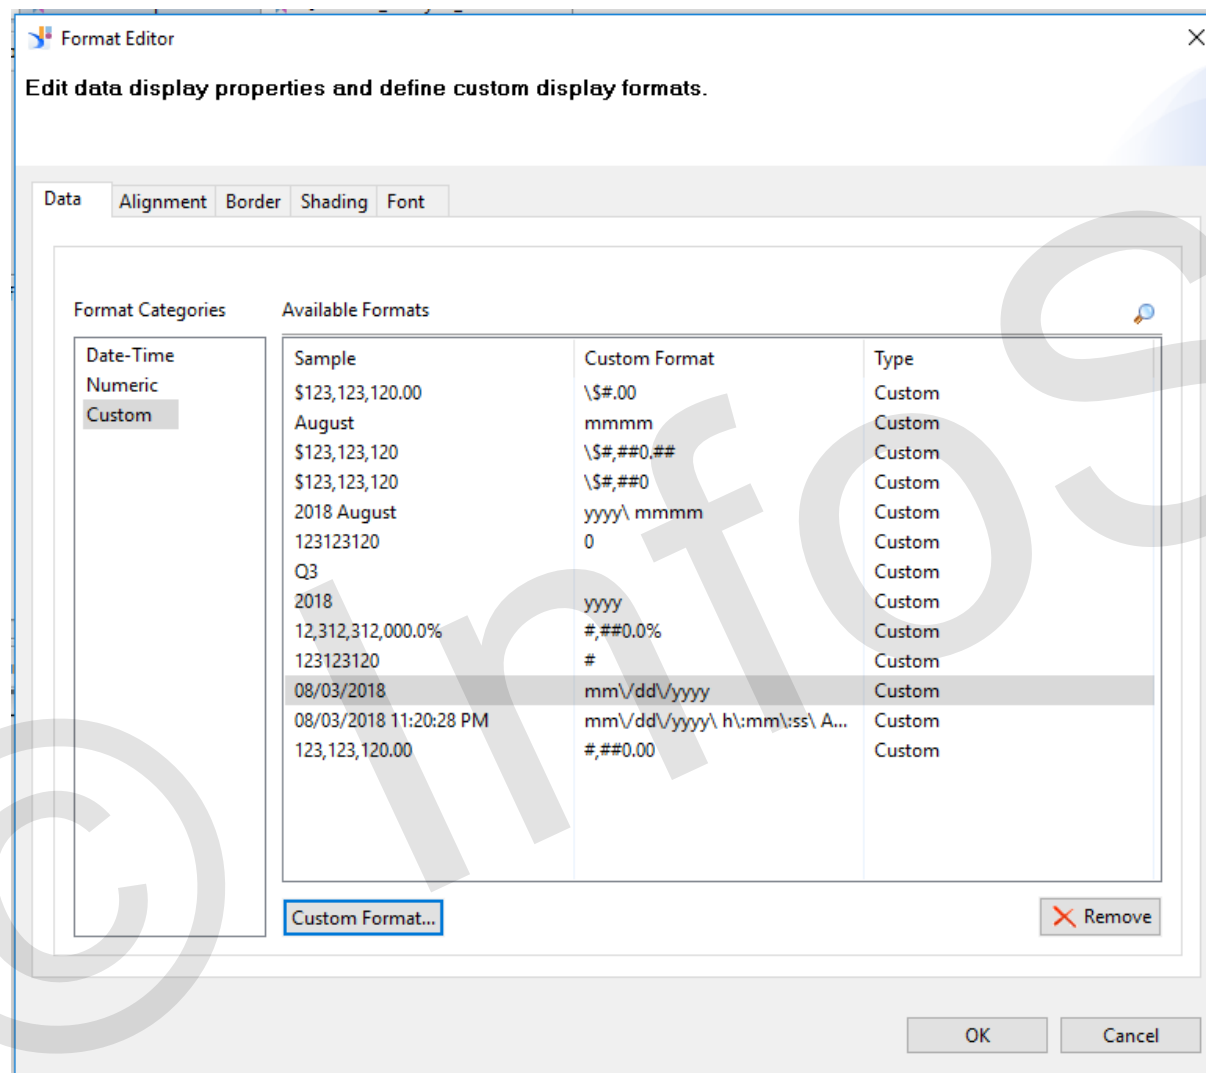 Format Editor
Edit data display properties and define custom display formats.
Data Alignment Border Shading Font
Format Categories Available Formats
Date-Time
Numeric
Custom
Sample Custom Format Type
$123,123,120.00 \$#.00 Custom
August mmmm Custom
$123,123,120 \$#,##0.## Custom
$123,123,120 \$#,##0 Custom
2018 August yyyy\ mmmm Custom
123123120 0 Custom
Q3 Custom
2018 yyyy Custom
12,312,312,000.0% #,##0.0% Custom
123123120 # Custom
08/03/2018 mm\/dd\/yyyy Custom
08/03/2018 11:20:28 PM mm\/dd\/yyyy\ h\:mm\:ss\ A... Custom
123,123,120.00 #,##0.00 Custom
Custom Format... Remove
OK Cancel
© InfoS